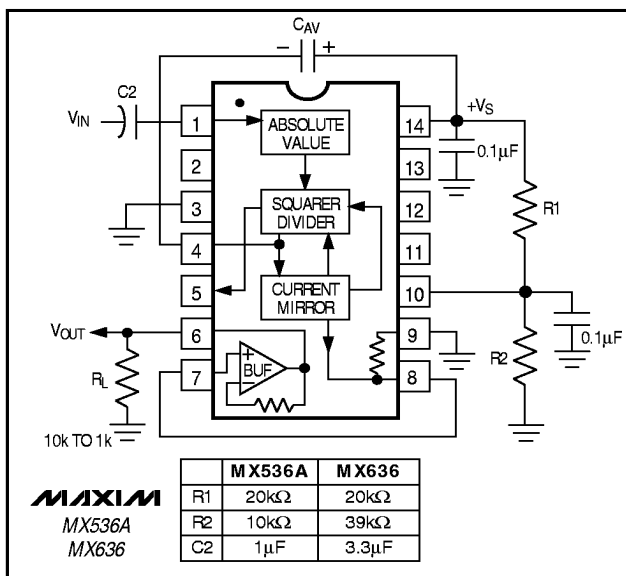 C_AV
− +
C2
V_IN
+V_S
ABSOLUTE
VALUE
SQUARER
DIVIDER
CURRENT
MIRROR
BUF
+
−
1
2
3
4
5
6
7
14
13
12
11
10
9
8
0.1µF
R1
R2
0.1µF
V_OUT
R_L
10k TO 1k
MAXIM
MX536A
MX636
MX536A MX636
R1 20kΩ 20kΩ
R2 10kΩ 39kΩ
C2 1µF 3.3µF